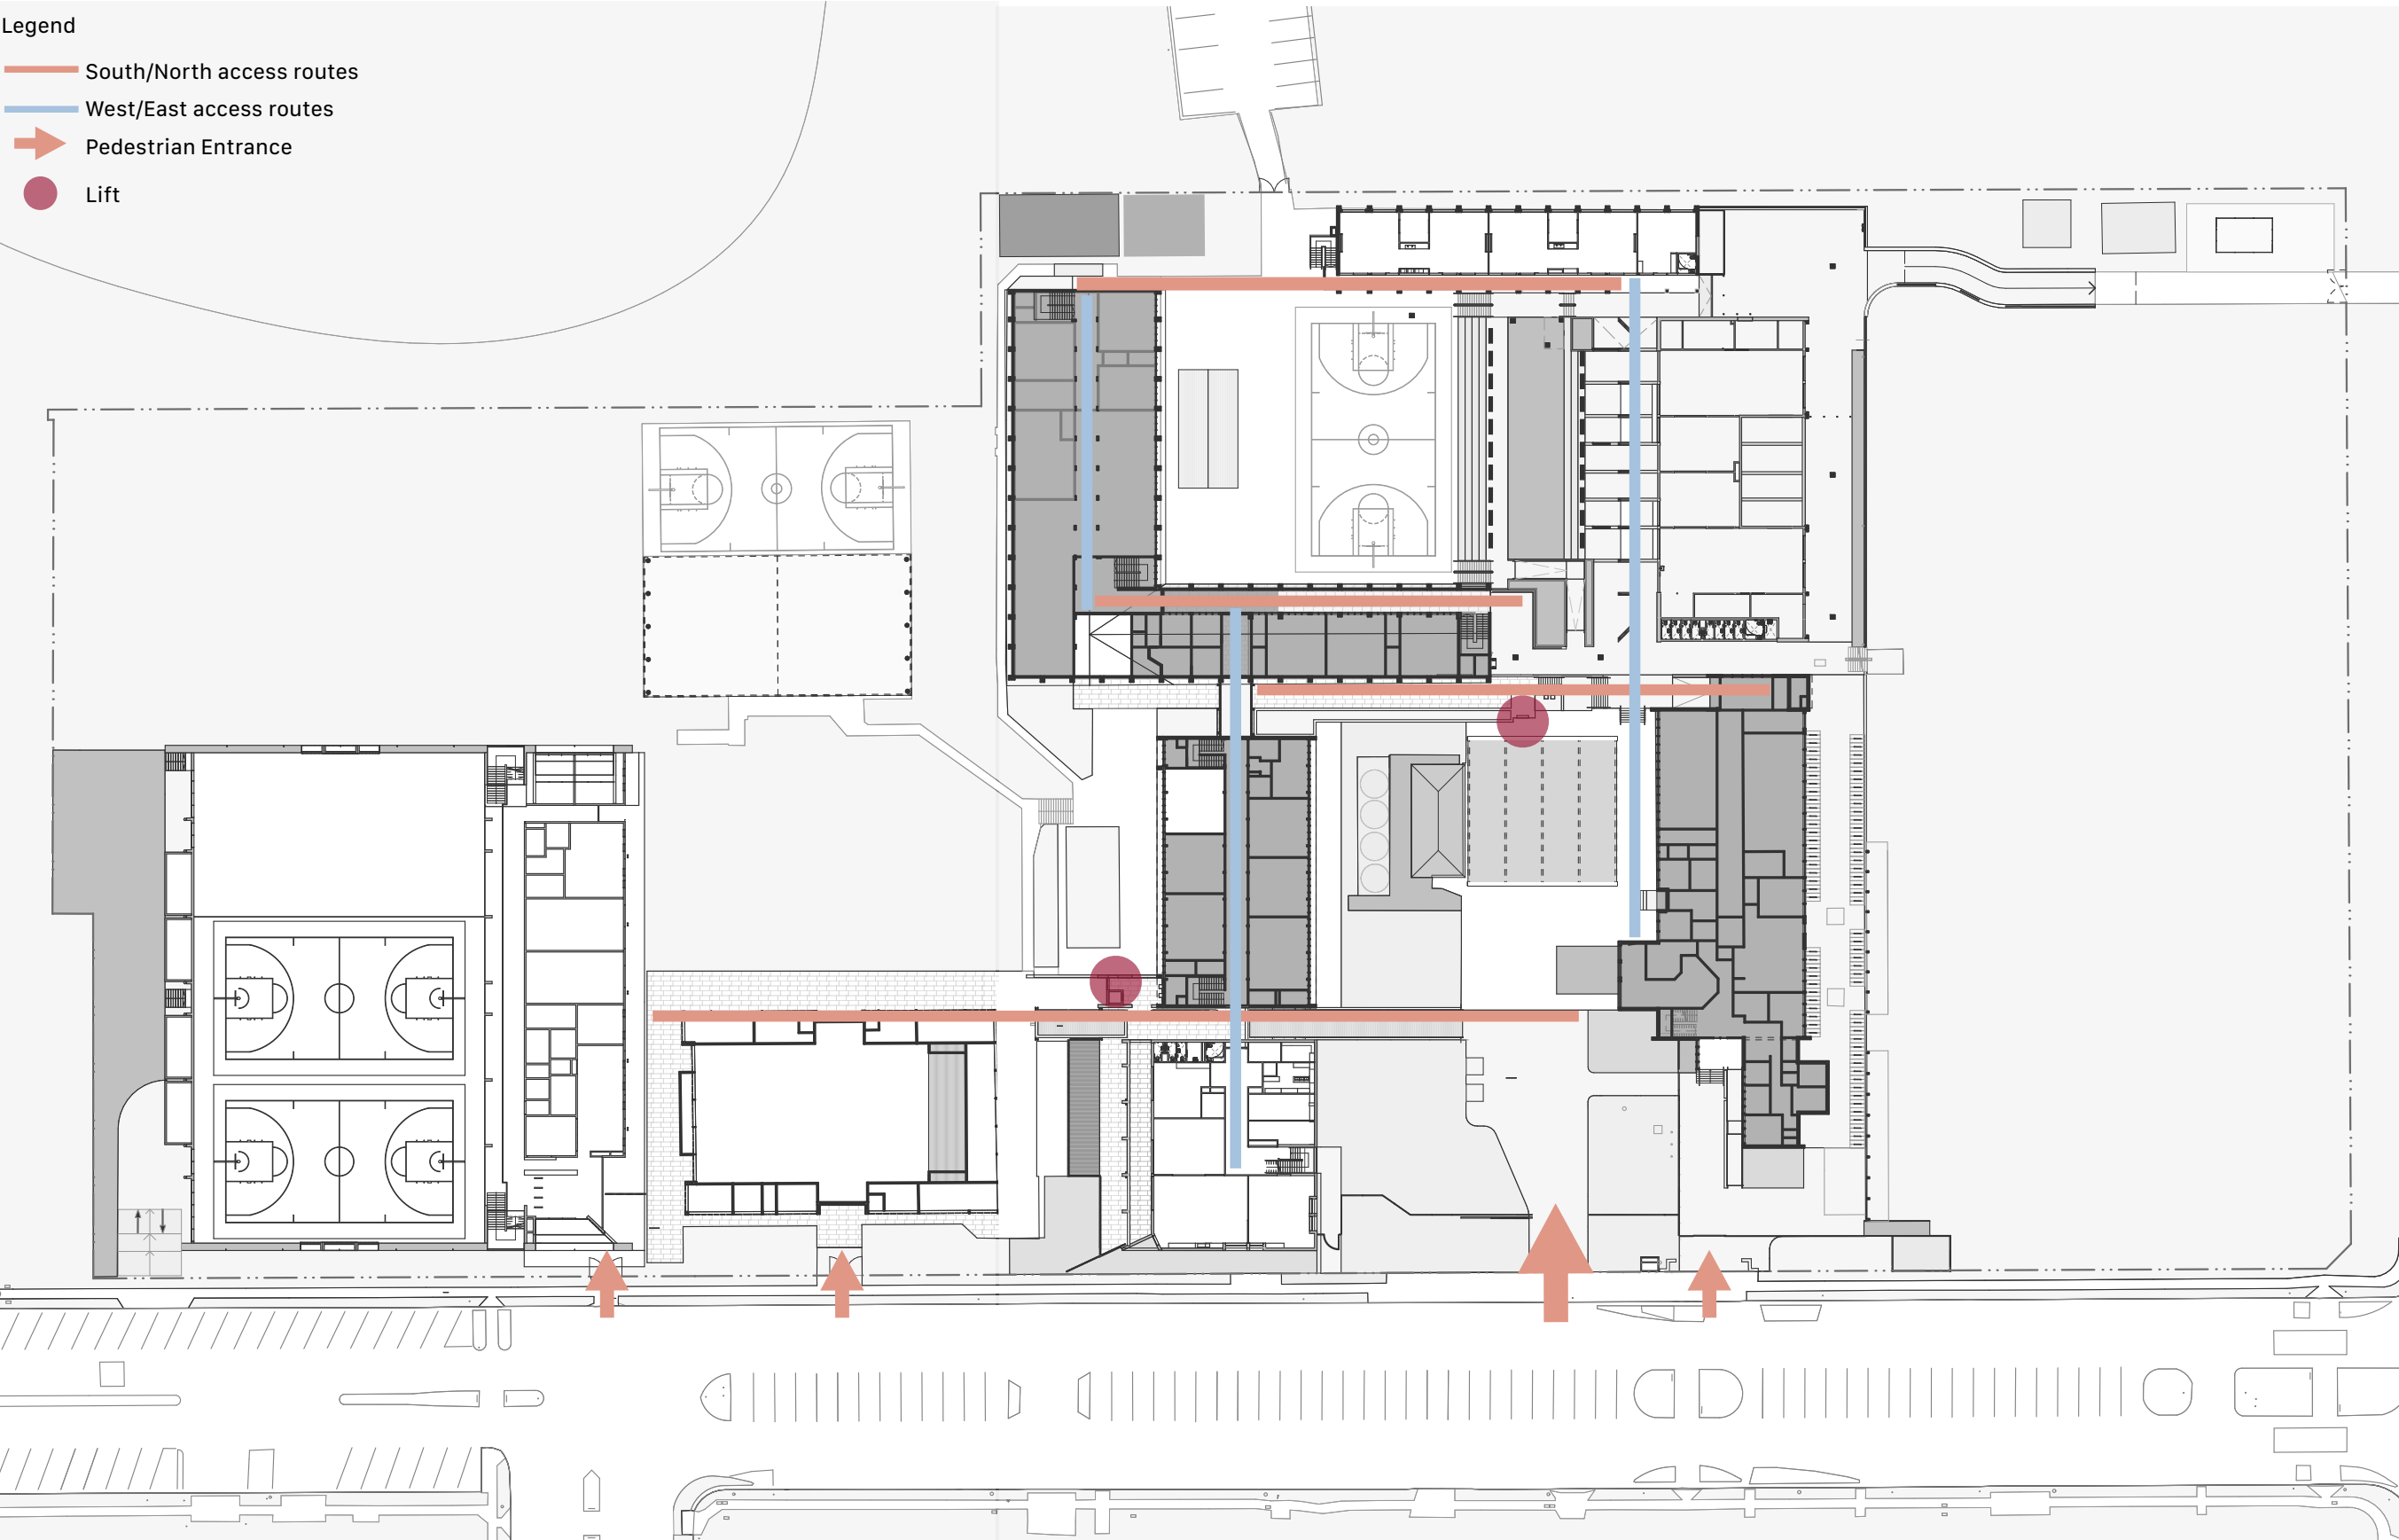 Legend
South/North access routes
West/East access routes
Pedestrian Entrance
Lift